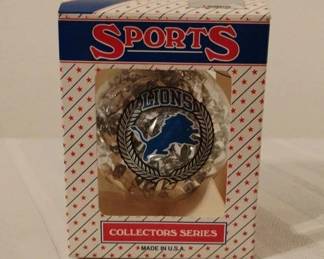 SPORTS
LIONS
COLLECTORS SERIES
MADE IN U.S.A.